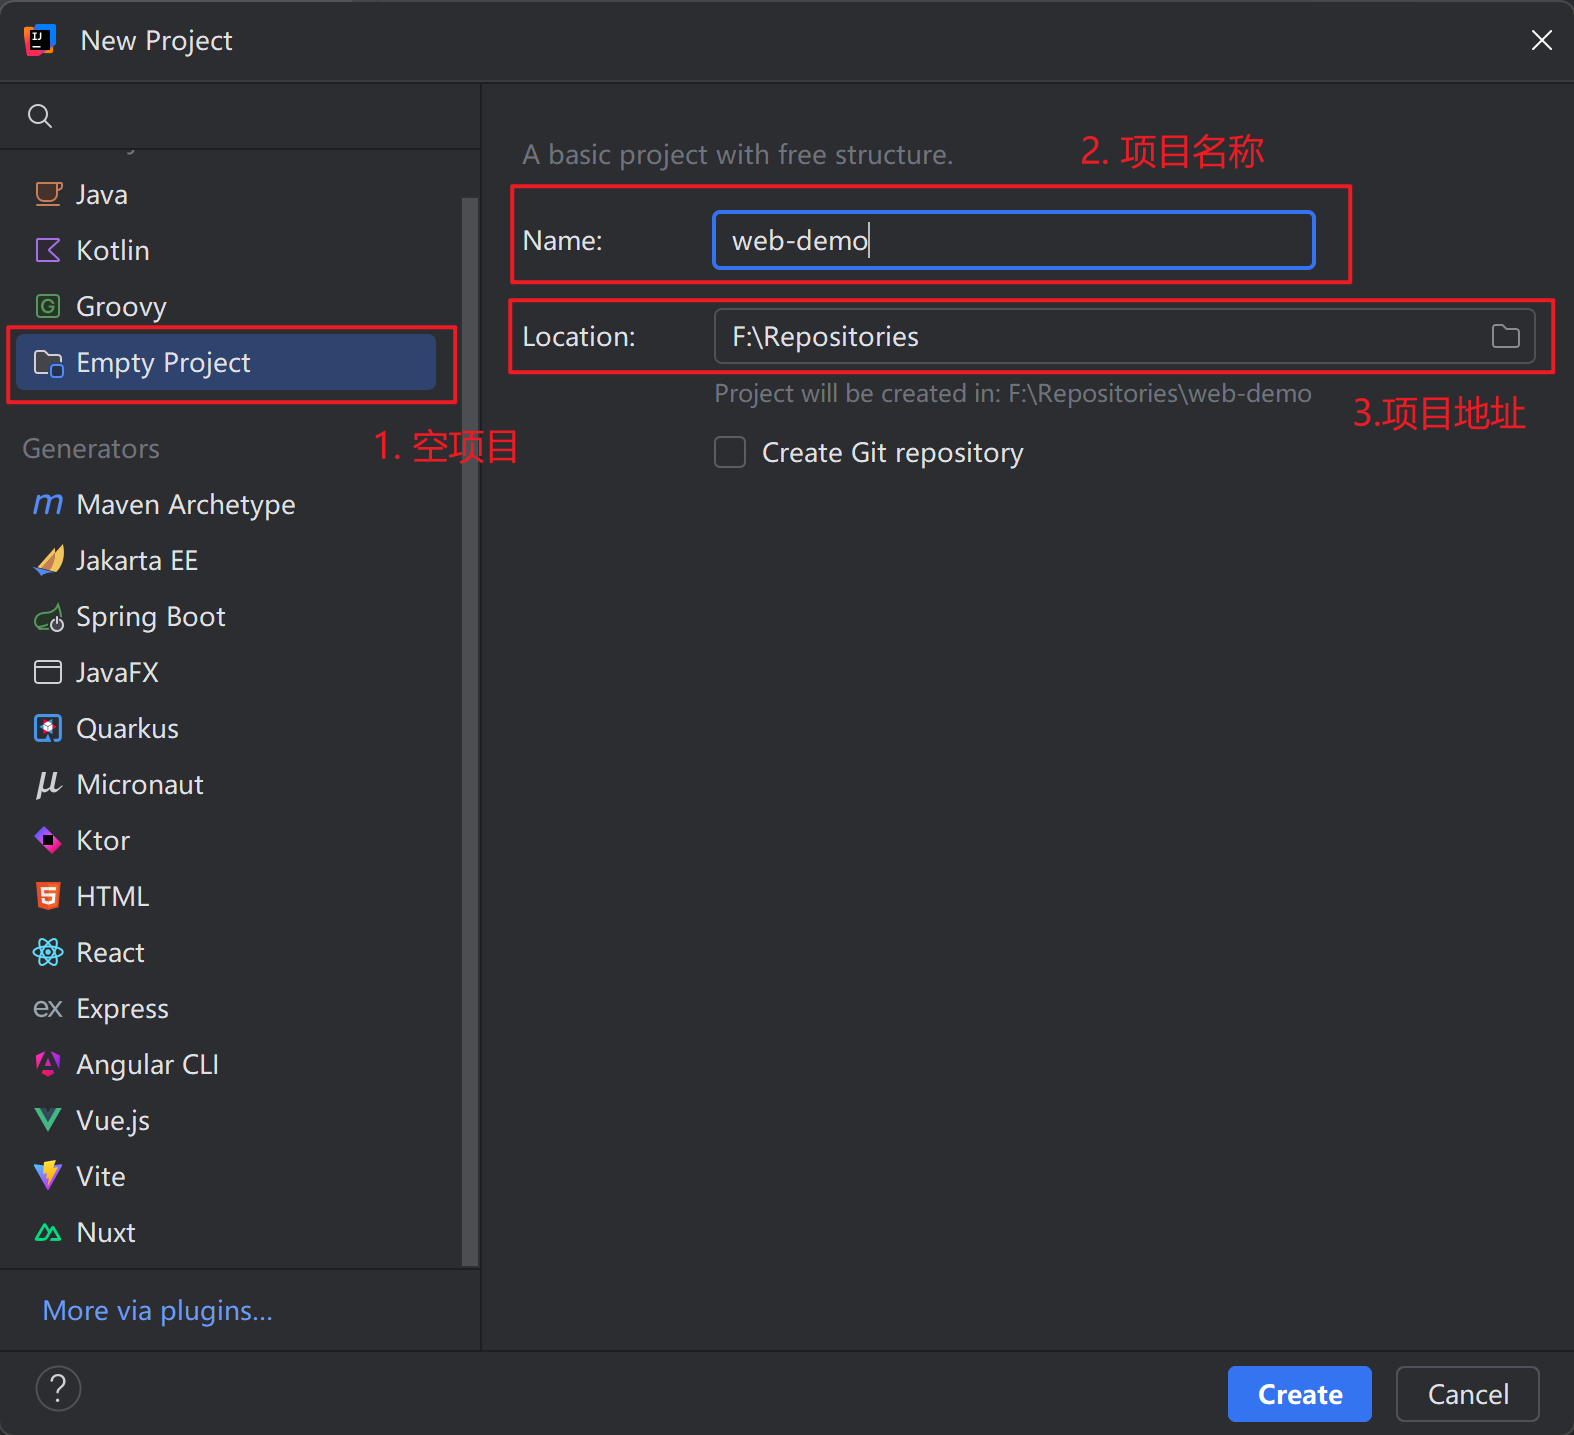 New Project
Java
Kotlin
Groovy
Empty Project
1. 空项目
Generators
Maven Archetype
Jakarta EE
Spring Boot
JavaFX
Quarkus
Micronaut
Ktor
HTML
React
Express
Angular CLI
Vue.js
Vite
Nuxt
More via plugins...
A basic project with free structure.
2. 项目名称
Name: web-demo
Location: F:\Repositories
Project will be created in: F:\Repositories\web-demo
3.项目地址
Create Git repository
?
Create
Cancel